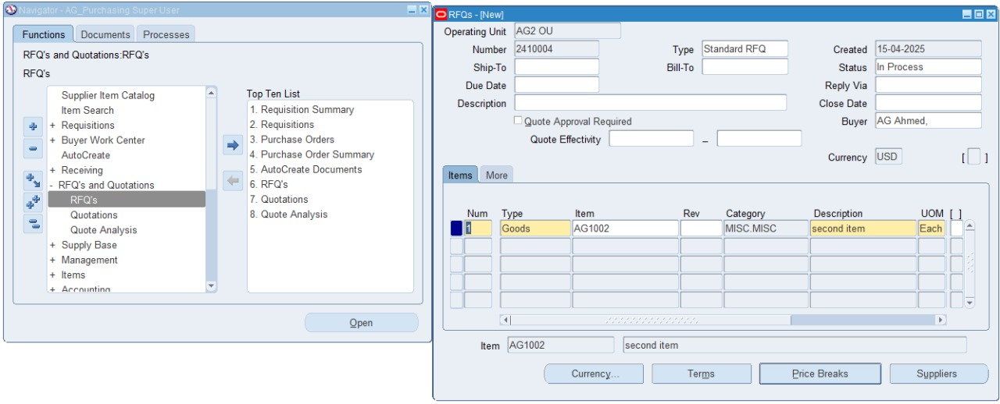 Navigator - AG_Purchasing Super User
Functions Documents Processes
RFQ's and Quotations:RFQ's
RFQ's
Supplier Item Catalog
Item Search
+ Requisitions
+ Buyer Work Center
AutoCreate
+ Receiving
- RFQ's and Quotations
RFQ's
Quotations
Quote Analysis
+ Supply Base
+ Management
+ Items
+ Accounting
Top Ten List
1. Requisition Summary
2. Requisitions
3. Purchase Orders
4. Purchase Order Summary
5. AutoCreate Documents
6. RFQ's
7. Quotations
8. Quote Analysis
Open
RFQs - [New]
Operating Unit AG2 OU
Number 2410004 Type Standard RFQ Created 15-04-2025
Ship-To Bill-To Status In Process
Due Date Reply Via
Description Close Date
Quote Approval Required Buyer AG Ahmed,
Quote Effectivity –
Currency USD [ ]
Items More
Num Type Item Rev Category Description UOM [ ]
1 Goods AG1002 MISC.MISC second item Each
Item AG1002 second item
Currency... Terms Price Breaks Suppliers